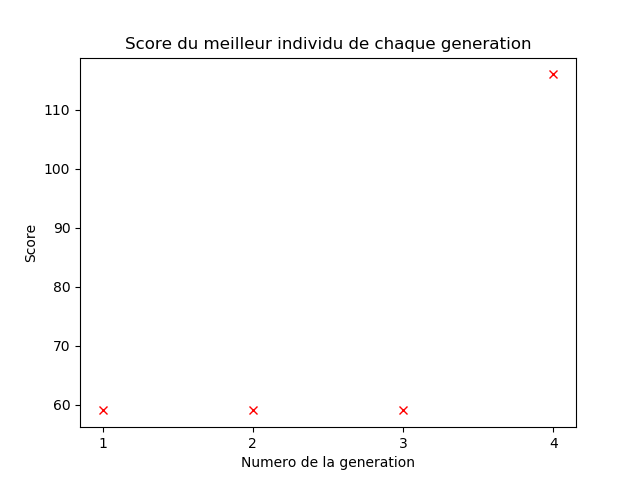 Score du meilleur individu de chaque generation
110
100
90
80
70
60
Score
1 2 3 4
Numero de la generation